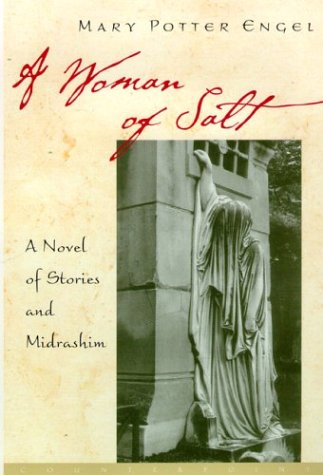 MARY POTTER ENGEL
A Woman
of Salt
A Novel
of Stories
and
Midrashim
COUNTERPOINT